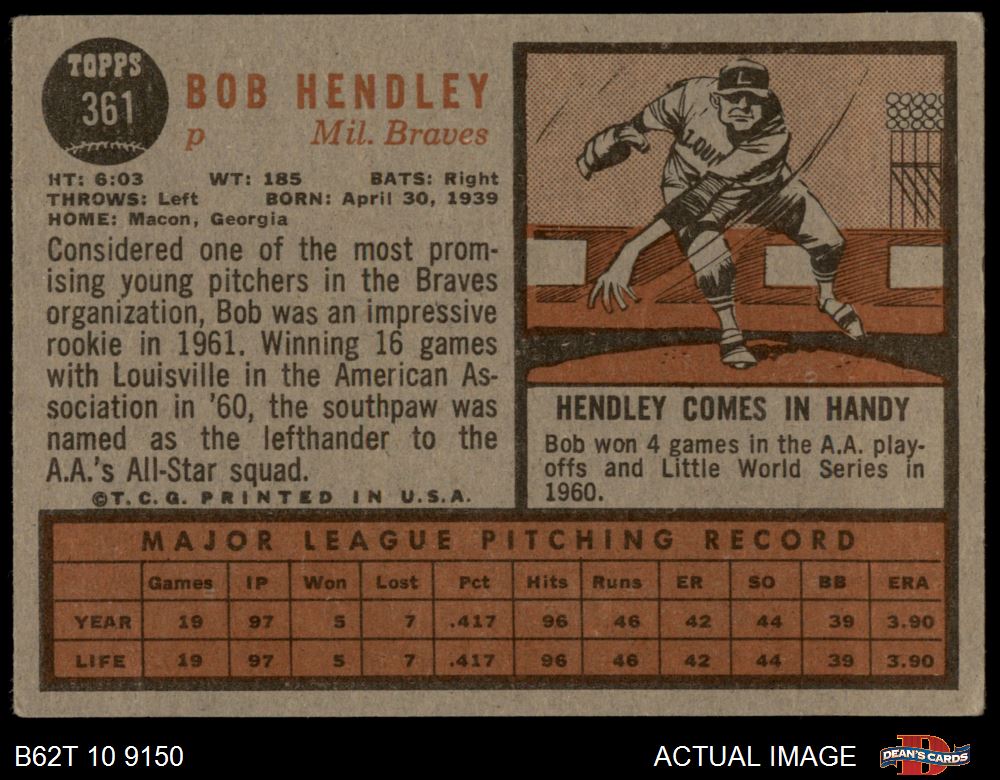 TOPPS
361
BOB HENDLEY
p Mil. Braves
HT: 6:03 WT: 185 BATS: Right
THROWS: Left BORN: April 30, 1939
HOME: Macon, Georgia
Considered one of the most prom-
ising young pitchers in the Braves
organization, Bob was an impressive
rookie in 1961. Winning 16 games
with Louisville in the American As-
sociation in '60, the southpaw was
named as the lefthander to the
A.A.'s All-Star squad.
©T.C.G. PRINTED IN U.S.A.
L
LOUI
HENDLEY COMES IN HANDY
Bob won 4 games in the A.A. play-
offs and Little World Series in
1960.
MAJOR LEAGUE PITCHING RECORD
Games IP Won Lost Pct Hits Runs ER SO BB ERA
YEAR 19 97 5 7 .417 96 46 42 44 39 3.90
LIFE 19 97 5 7 .417 96 46 42 44 39 3.90
B62T 10 9150 ACTUAL IMAGE DEAN'S CARDS